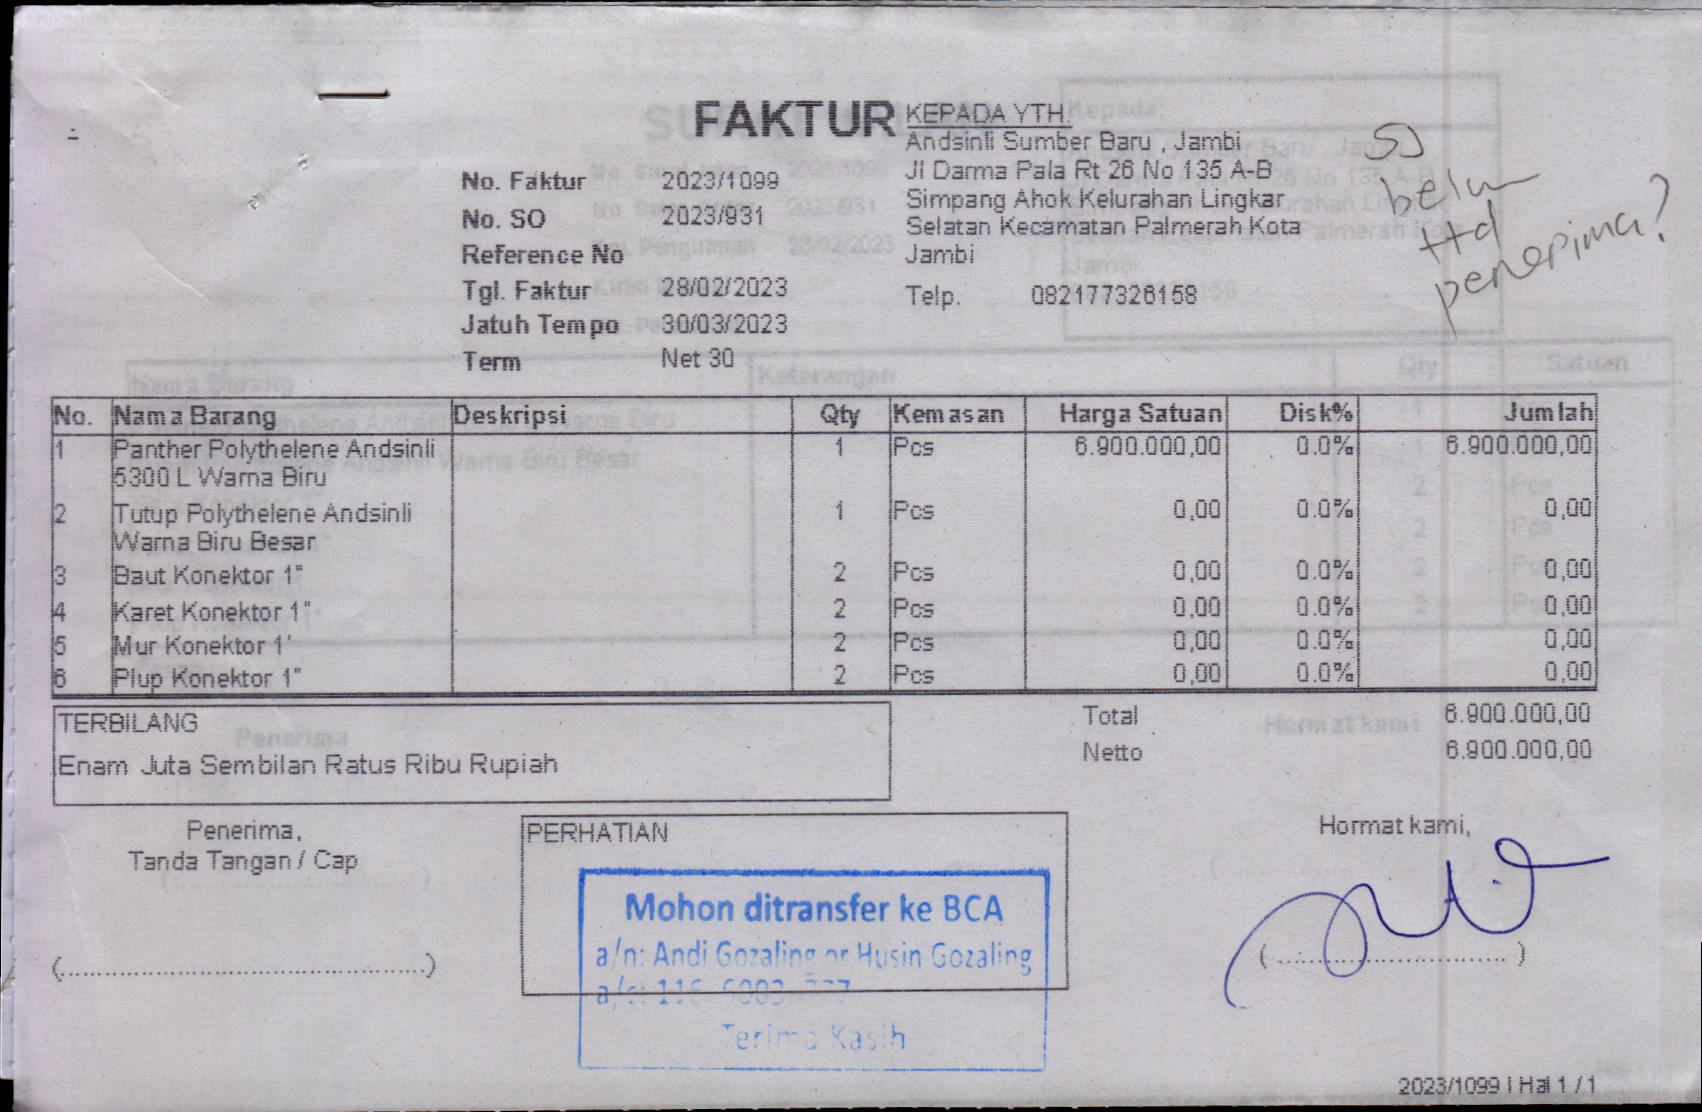 FAKTUR
KEPADA YTH.
Andsinli Sumber Baru , Jambi
Jl Darma Pala Rt 26 No 135 A-B
Simpang Ahok Kelurahan Lingkar
Selatan Kecamatan Palmerah Kota
Jambi
Telp. 082177326158
SJ
belum
ttd
penerima?
No. Faktur 2023/1099
No. SO 2023/931
Reference No
Tgl. Faktur 28/02/2023
Jatuh Tempo 30/03/2023
Term Net 30
No. Nama Barang Deskripsi Qty Kemasan Harga Satuan Disk% Jumlah
1 Panther Polythelene Andsinlii 1 Pcs 6.900.000,00 0.0% 6.900.000,00
5300 L Warna Biru
2 Tutup Polythelene Andsinli 1 Pcs 0,00 0.0% 0,00
Warna Biru Besar
3 Baut Konektor 1" 2 Pcs 0,00 0.0% 0,00
4 Karet Konektor 1" 2 Pcs 0,00 0.0% 0,00
5 Mur Konektor 1' 2 Pcs 0,00 0.0% 0,00
6 Plup Konektor 1" 2 Pcs 0,00 0.0% 0,00
TERBILANG
Enam Juta Sembilan Ratus Ribu Rupiah
Total 6.900.000,00
Netto 6.900.000,00
Penerima,
Tanda Tangan / Cap
(................................................)
PERHATIAN
Mohon ditransfer ke BCA
a/n: Andi Gozaling or Husin Gozaling
a/c:
Terima Kasih
Hormat kami,
(................................)
2023/1099 | Hal 1 / 1